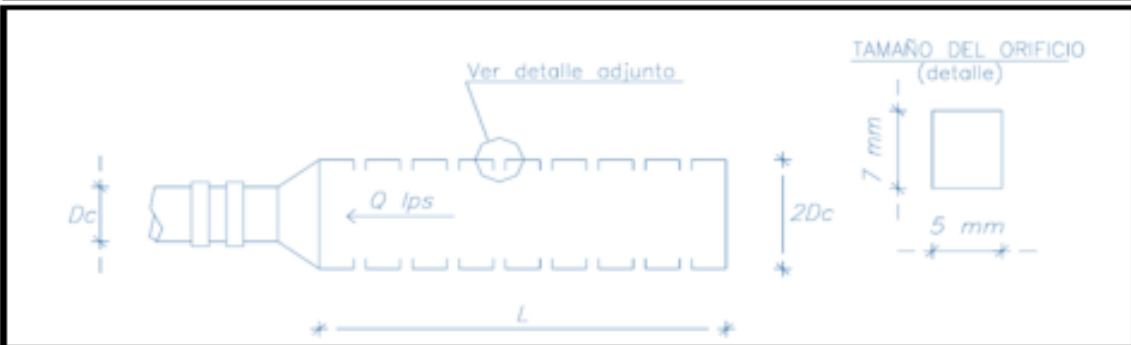 TAMAÑO DEL ORIFICIO
(detalle)
Ver detalle adjunto
7 mm
Dc
Q lps
2Dc
5 mm
L